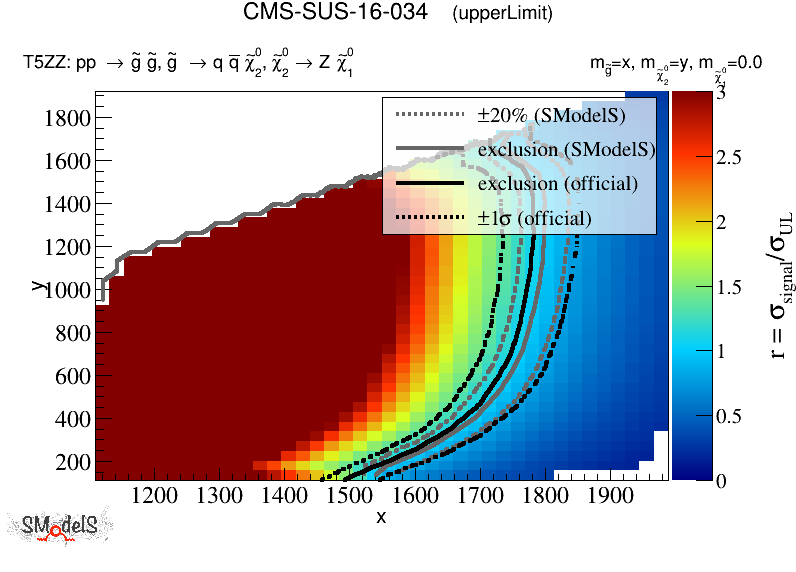 CMS-SUS-16-034 (upperLimit)
T5ZZ: pp → g̃ g̃, g̃ → q q̅ χ̃₂⁰, χ̃₂⁰ → Z χ̃₁⁰
m_g̃=x, m_χ̃₂⁰=y, m_χ̃₁⁰=0.0
±20% (SModelS)
exclusion (SModelS)
exclusion (official)
±1σ (official)
1800
1600
1400
1200
1000
800
600
400
200
y
1200 1300 1400 1500 1600 1700 1800 1900
x
3
2.5
2
1.5
1
0.5
0
r = σ_signal/σ_UL
SModelS